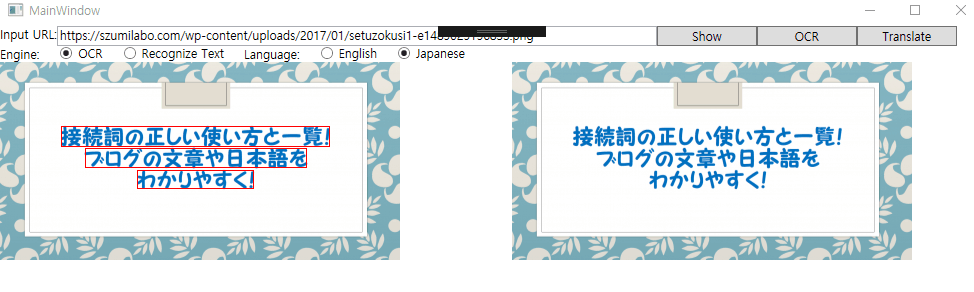 MainWindow
Input URL: https://szumilabo.com/wp-content/uploads/2017/01/setuzokusi1-
Show OCR Translate
Engine: OCR Recognize Text Language: English Japanese
接続詞の正しい使い方と一覧!
ブログの文章や日本語を
わかりやすく!
接続詞の正しい使い方と一覧!
ブログの文章や日本語を
わかりやすく!